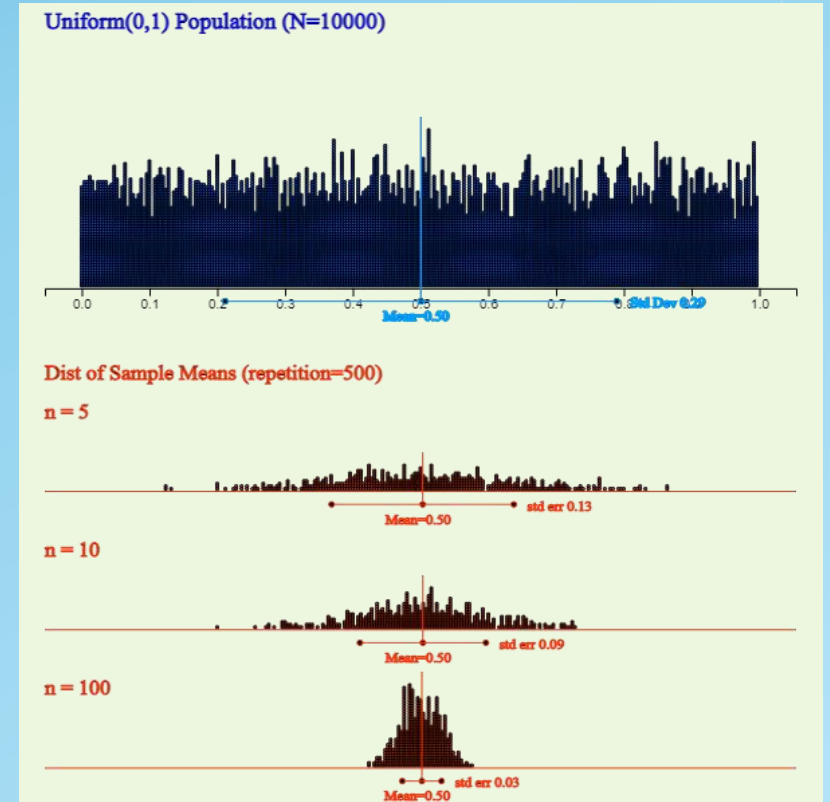 Uniform(0,1) Population (N=10000)
0.0 0.1 0.2 0.3 0.4 0.5 0.6 0.7 0.8 Std Dev 0.29 1.0
Mean=0.50
Dist of Sample Means (repetition=500)
n = 5
std err 0.13
Mean=0.50
n = 10
std err 0.09
Mean=0.50
n = 100
std err 0.03
Mean=0.50